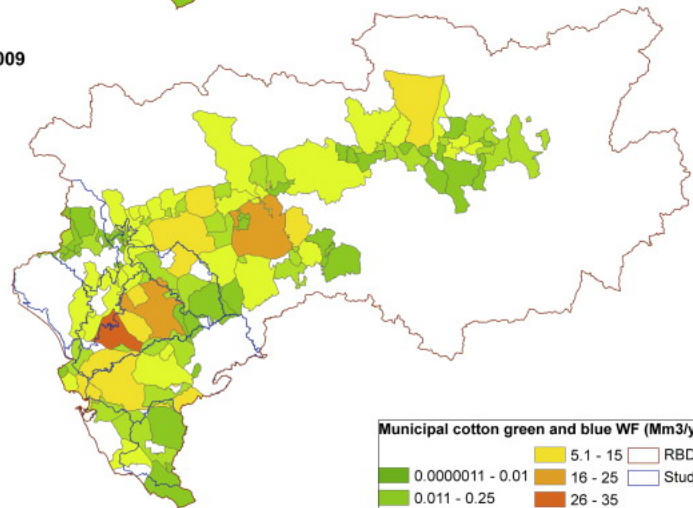 009
Municipal cotton green and blue WF (Mm3/y
5.1 - 15 RBD
0.0000011 - 0.01 16 - 25 Stud
0.011 - 0.25 26 - 35